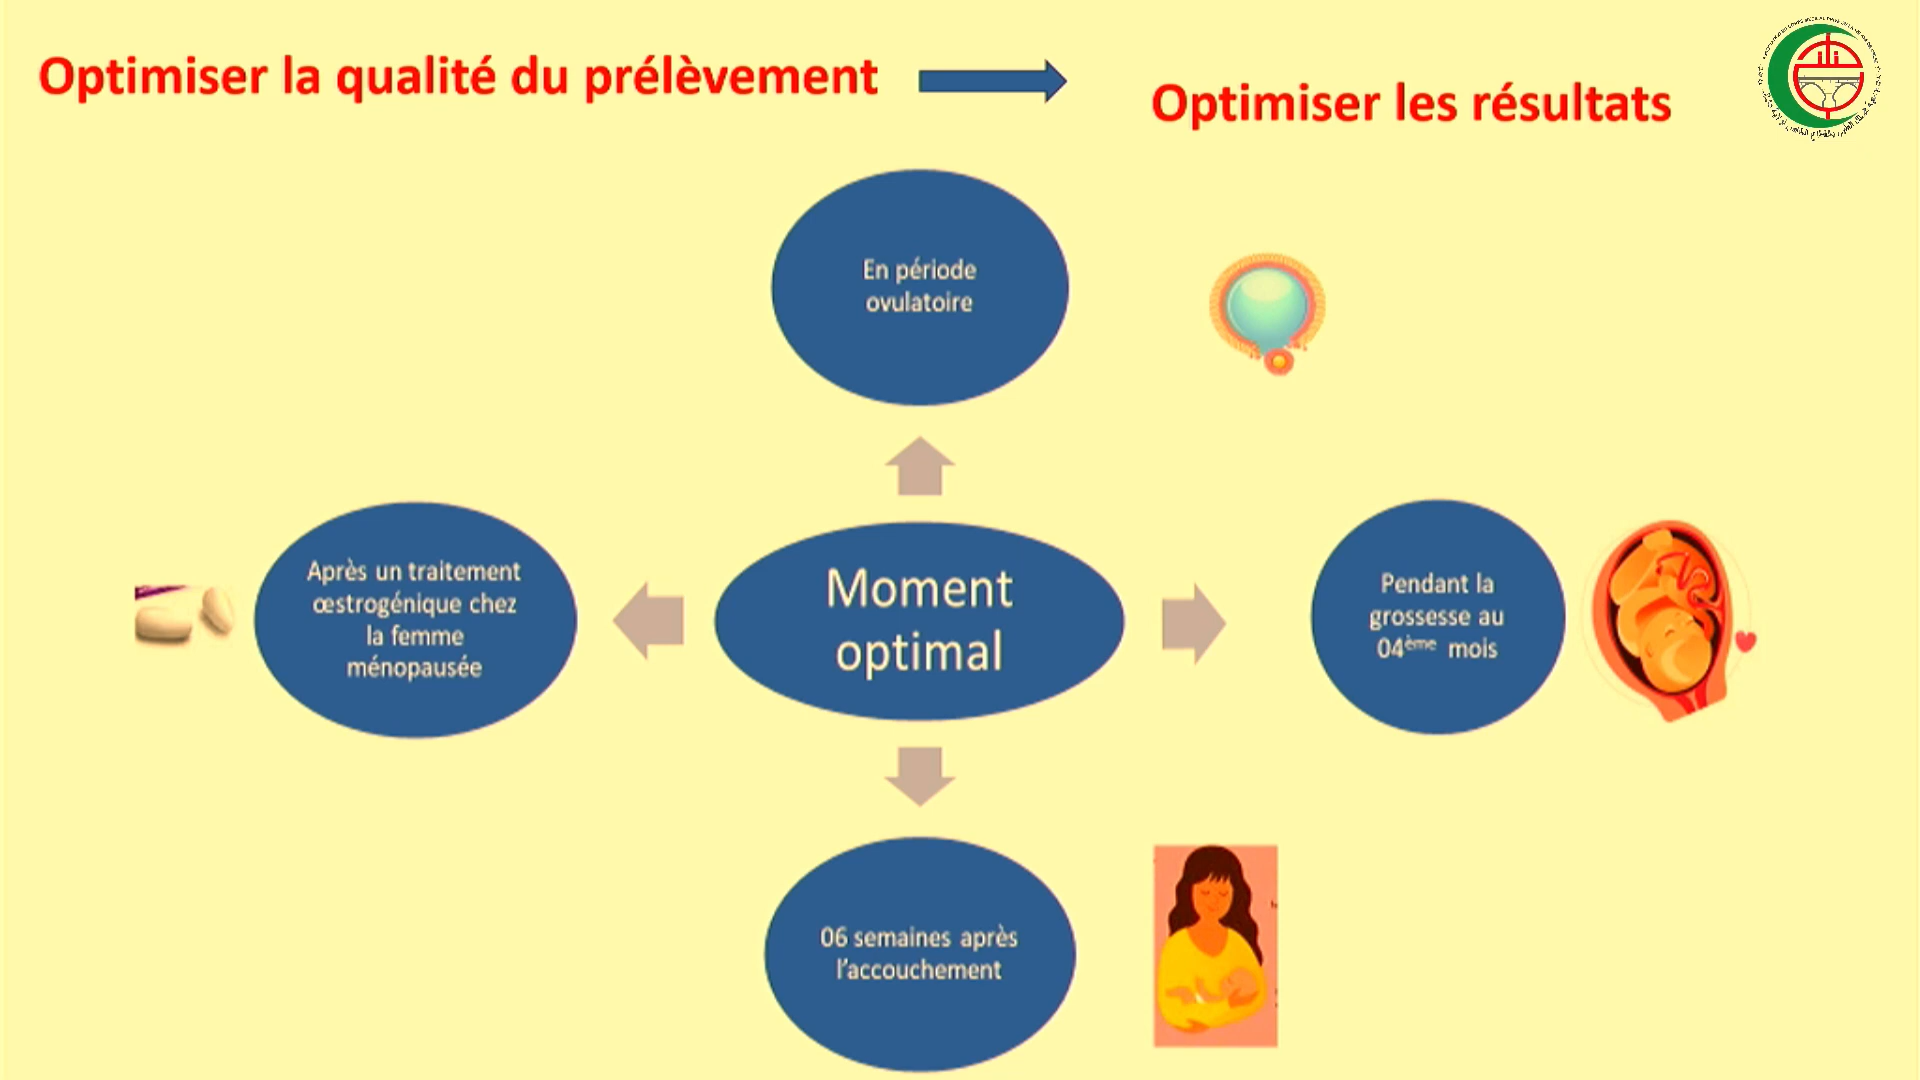 Optimiser la qualité du prélèvement
Optimiser les résultats
En période
ovulatoire
Après un traitement
œstrogénique chez
la femme
ménopausée
Moment
optimal
Pendant la
grossesse au
04ème mois
06 semaines après
l'accouchement